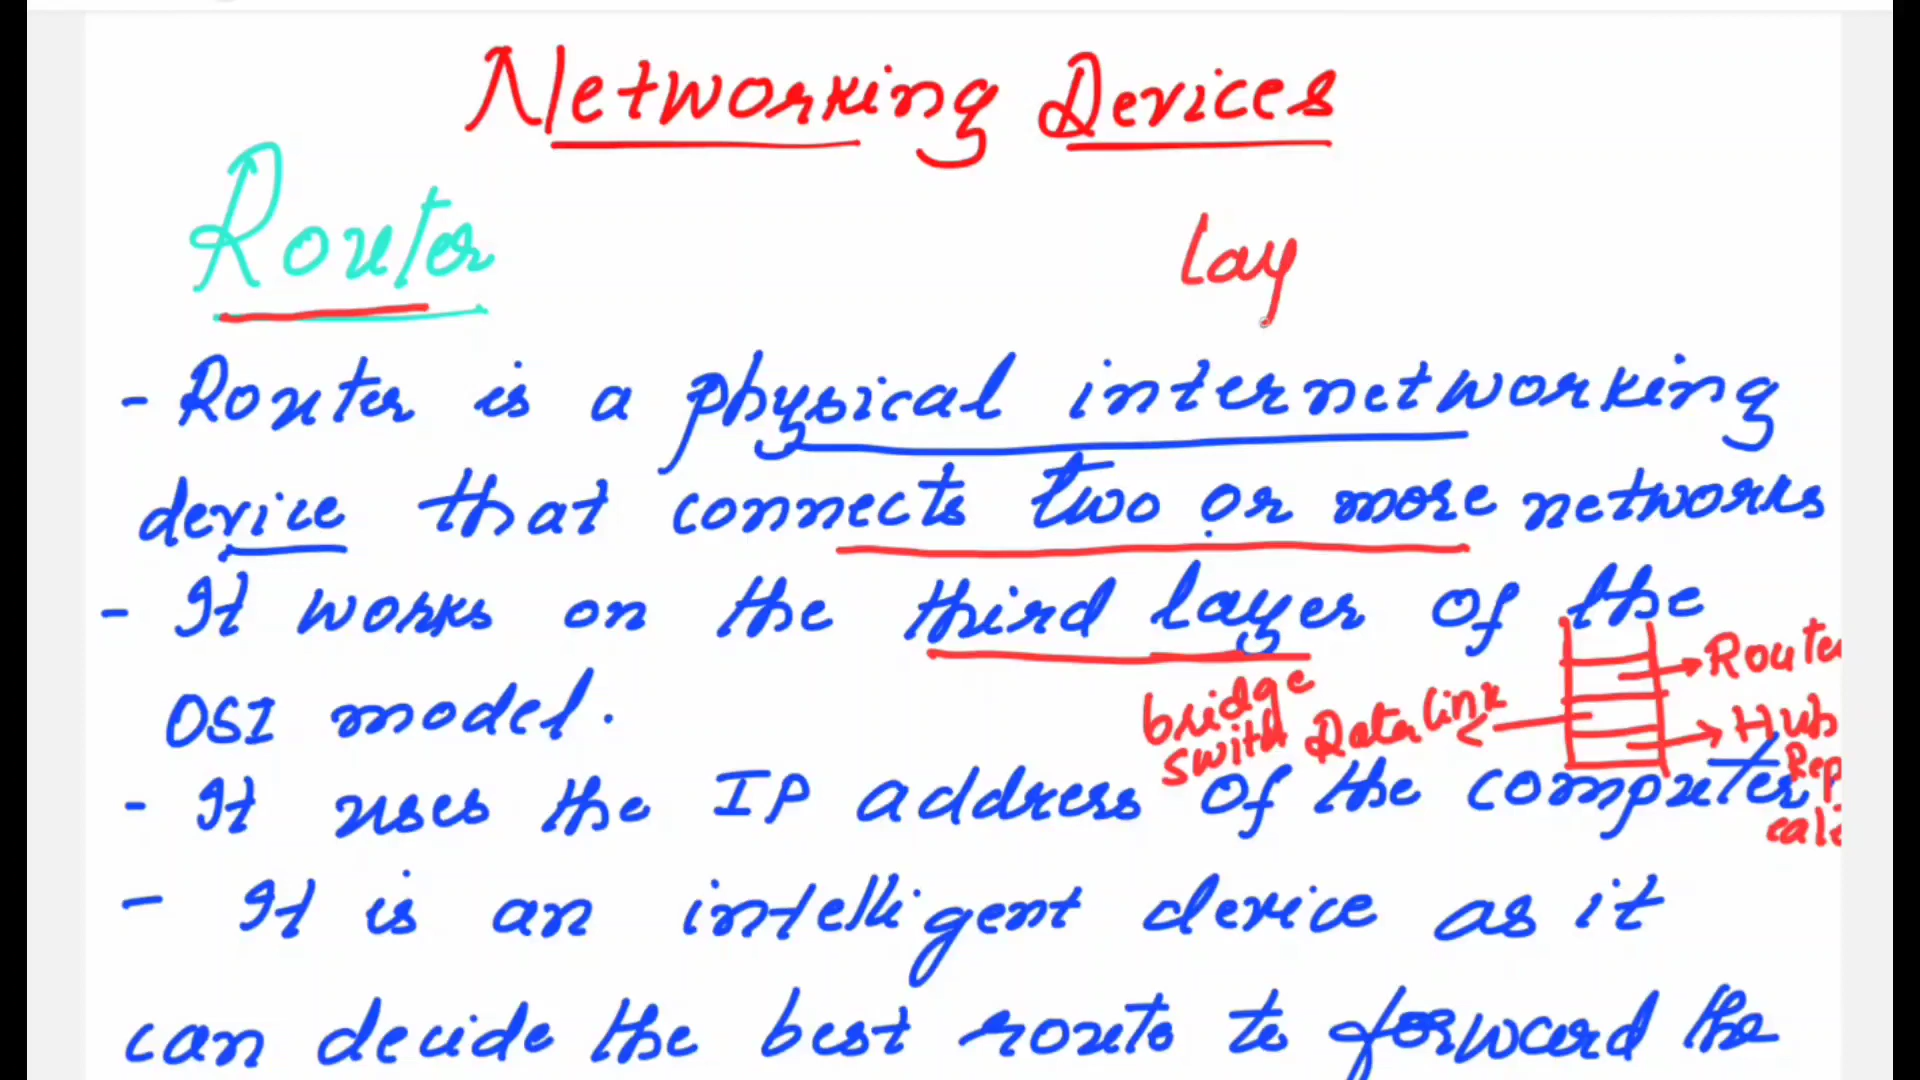 Networking Devices
Router
Lay
- Router is a physical internetworking
device that connects two or more networks
- It works on the third layer of the
OSI model.
Route
bridge
switch Data link
Hub
Rep
- It uses the IP address of the computer
- It is an intelligent device as it
can decide the best route to forward the